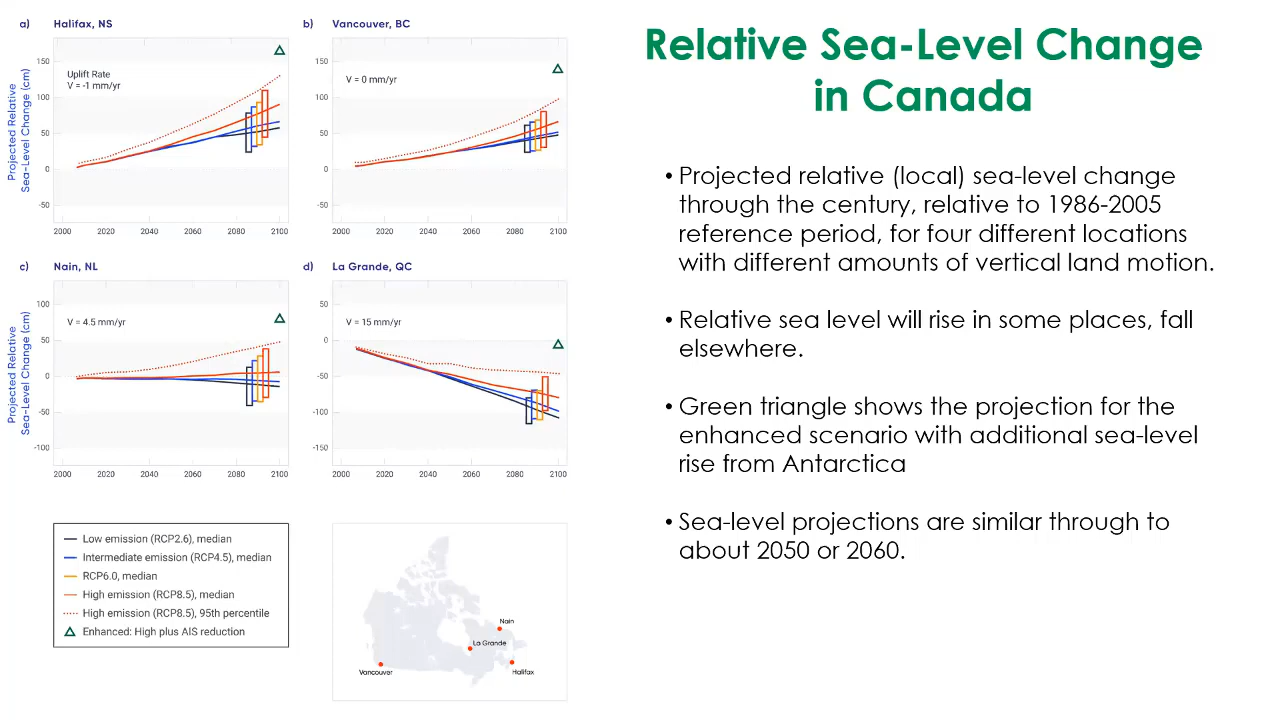 a) Halifax, NS
Projected Relative
Sea-Level Change (cm)
150
100
50
0
-50
Uplift Rate
V = -1 mm/yr
2000 2020 2040 2060 2080 2100
b) Vancouver, BC
150
100
50
0
-50
V = 0 mm/yr
2000 2020 2040 2060 2080 2100
c) Nain, NL
Projected Relative
Sea-Level Change (cm)
100
50
0
-50
-100
V = 4.5 mm/yr
2000 2020 2040 2060 2080 2100
d) La Grande, QC
50
0
-50
-100
-150
V = 15 mm/yr
2000 2020 2040 2060 2080 2100
Low emission (RCP2.6), median
Intermediate emission (RCP4.5), median
RCP6.0, median
High emission (RCP8.5), median
High emission (RCP8.5), 95th percentile
Enhanced: High plus AIS reduction
Nain
La Grande
Vancouver
Halifax
Relative Sea-Level Change
in Canada
• Projected relative (local) sea-level change
through the century, relative to 1986-2005
reference period, for four different locations
with different amounts of vertical land motion.
• Relative sea level will rise in some places, fall
elsewhere.
• Green triangle shows the projection for the
enhanced scenario with additional sea-level
rise from Antarctica
• Sea-level projections are similar through to
about 2050 or 2060.